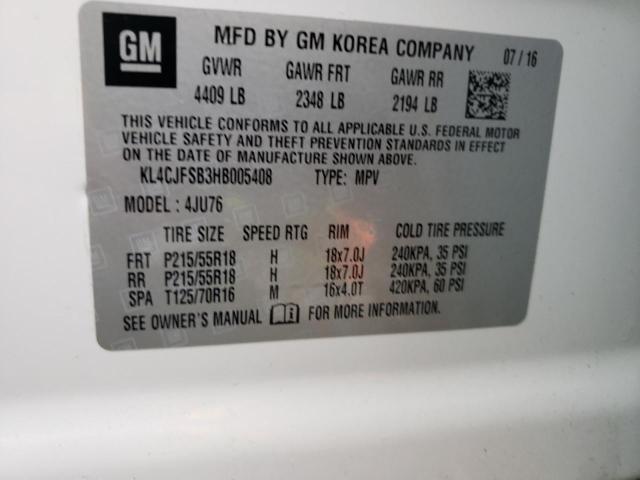 GM MFD BY GM KOREA COMPANY 07/16
GVWR GAWR FRT GAWR RR
4409 LB 2348 LB 2194 LB
THIS VEHICLE CONFORMS TO ALL APPLICABLE U.S. FEDERAL MOTOR
VEHICLE SAFETY AND THEFT PREVENTION STANDARDS IN EFFECT
ON THE DATE OF MANUFACTURE SHOWN ABOVE.
KL4CJFSB3HB005408 TYPE: MPV
MODEL : 4JU76
TIRE SIZE SPEED RTG RIM COLD TIRE PRESSURE
FRT P215/55R18 H 18x7.0J 240KPA, 35 PSI
RR P215/55R18 H 18x7.0J 240KPA, 35 PSI
SPA T125/70R16 M 16x4.0T 420KPA, 60 PSI
SEE OWNER'S MANUAL FOR MORE INFORMATION.